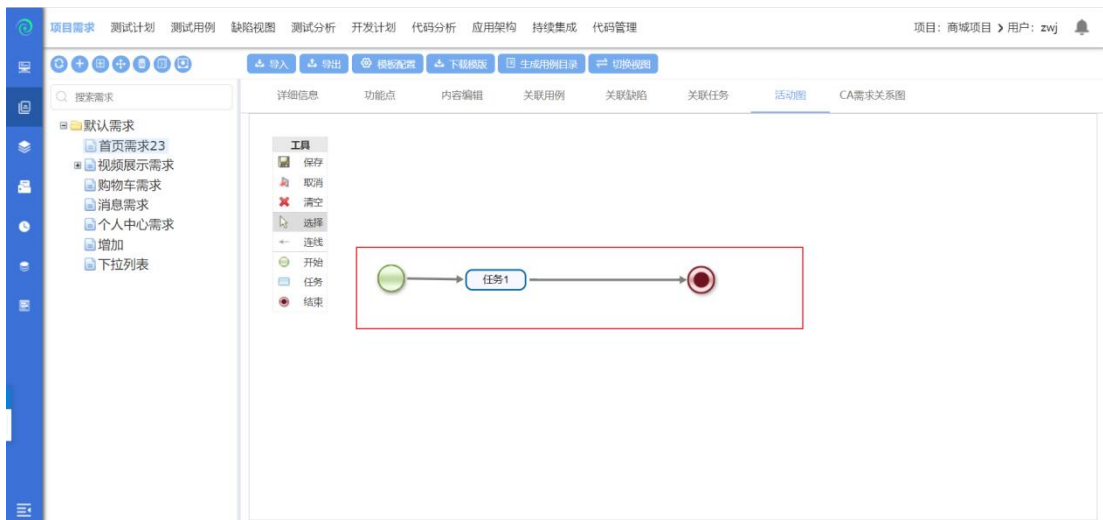 项目需求 测试计划 测试用例 缺陷视图 测试分析 开发计划 代码分析 应用架构 持续集成 代码管理 项目: 商城项目 > 用户: zwj
导入 导出 模板配置 下载模版 生成用例目录 切换视图
搜索需求
详细信息 功能点 内容编辑 关联用例 关联缺陷 关联任务 活动图 CA需求关系图
默认需求
首页需求23
视频展示需求
购物车需求
消息需求
个人中心需求
增加
下拉列表
工具
保存
取消
清空
选择
连线
开始
任务
结束
任务1